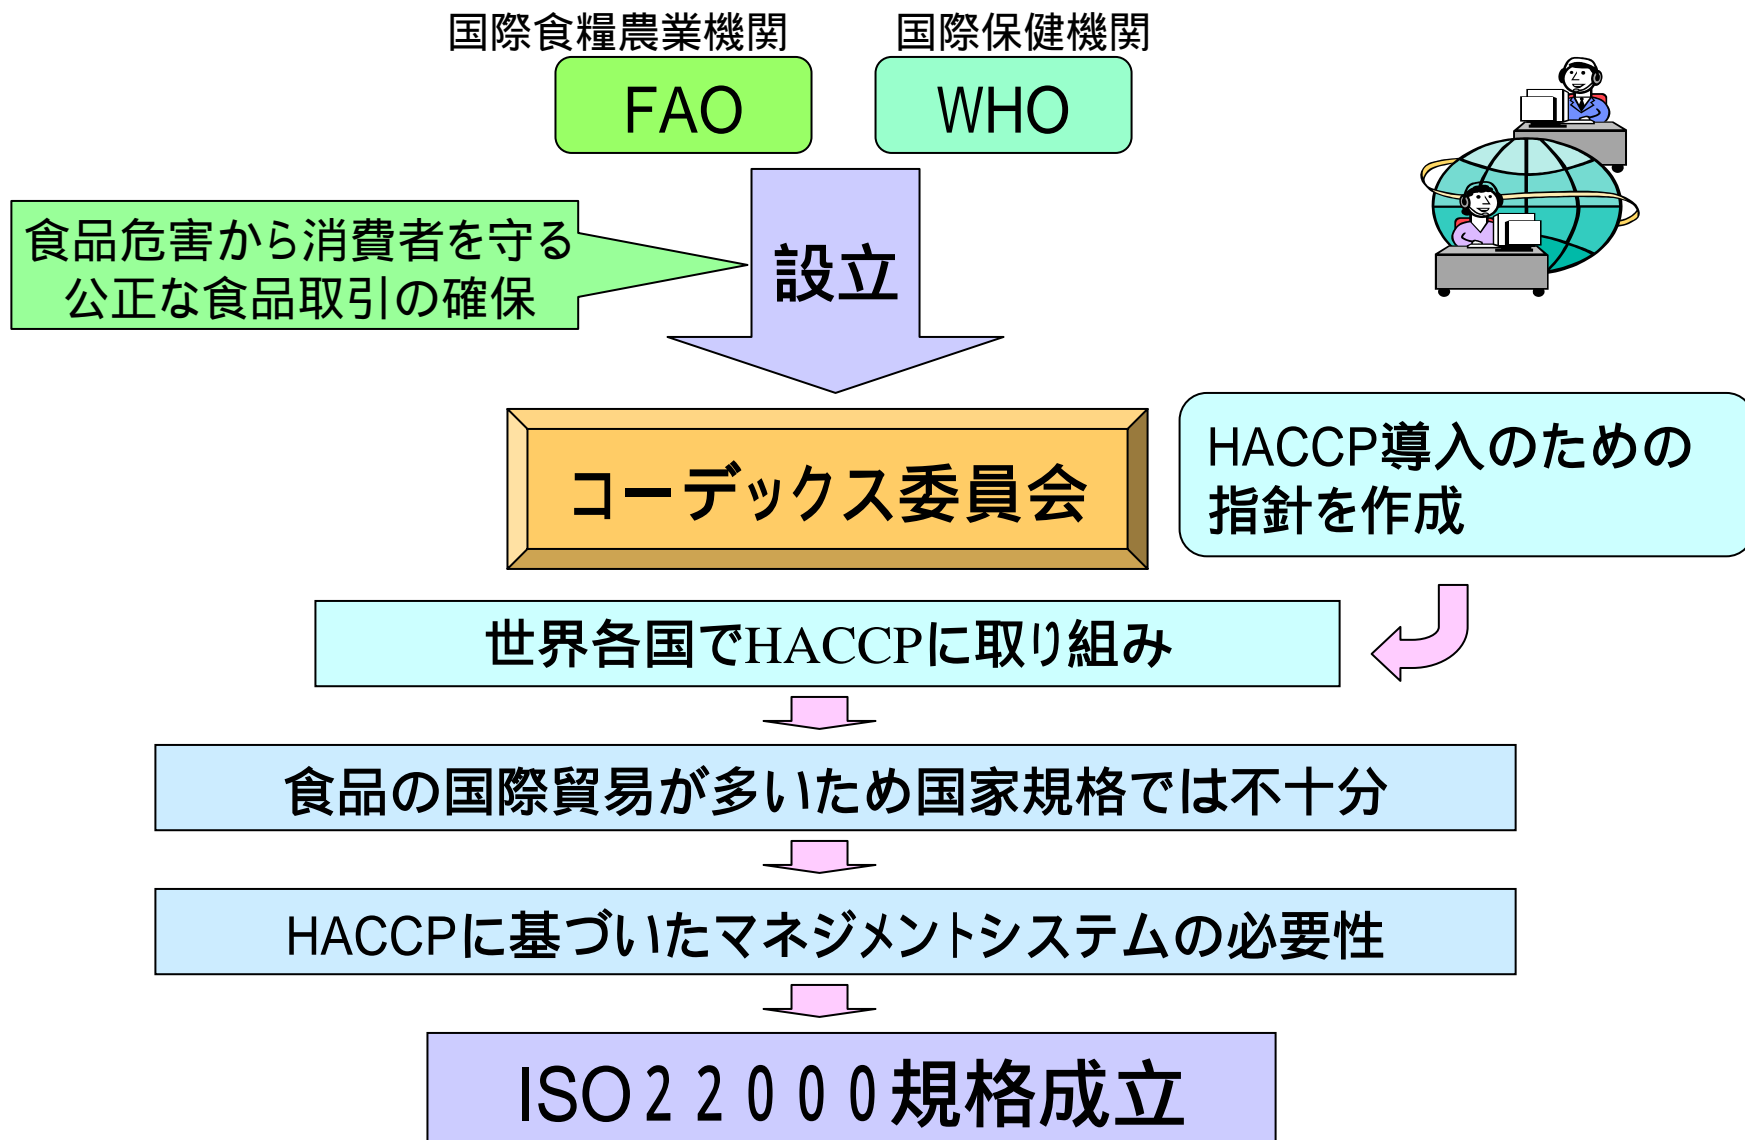 国際食糧農業機関
国際保健機関
FAO
WHO
食品危害から消費者を守る
公正な食品取引の確保
設立
コーデックス委員会
HACCP導入のための
指針を作成
世界各国でHACCPに取り組み
食品の国際貿易が多いため国家規格では不十分
HACCPに基づいたマネジメントシステムの必要性
ISO２２０００規格成立